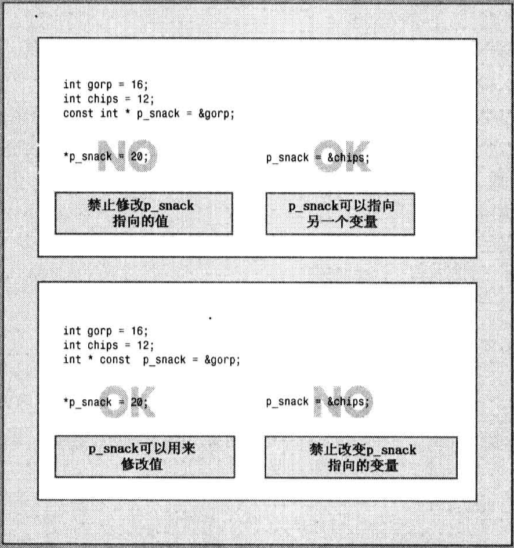 int gorp = 16;
int chips = 12;
const int * p_snack = &gorp;
NO
OK
*p_snack = 20;
p_snack = &chips;
禁止修改p_snack
指向的值
p_snack可以指向
另一个变量
int gorp = 16;
int chips = 12;
int * const  p_snack = &gorp;
OK
NO
*p_snack = 20;
p_snack = &chips;
p_snack可以用来
修改值
禁止改变p_snack
指向的变量